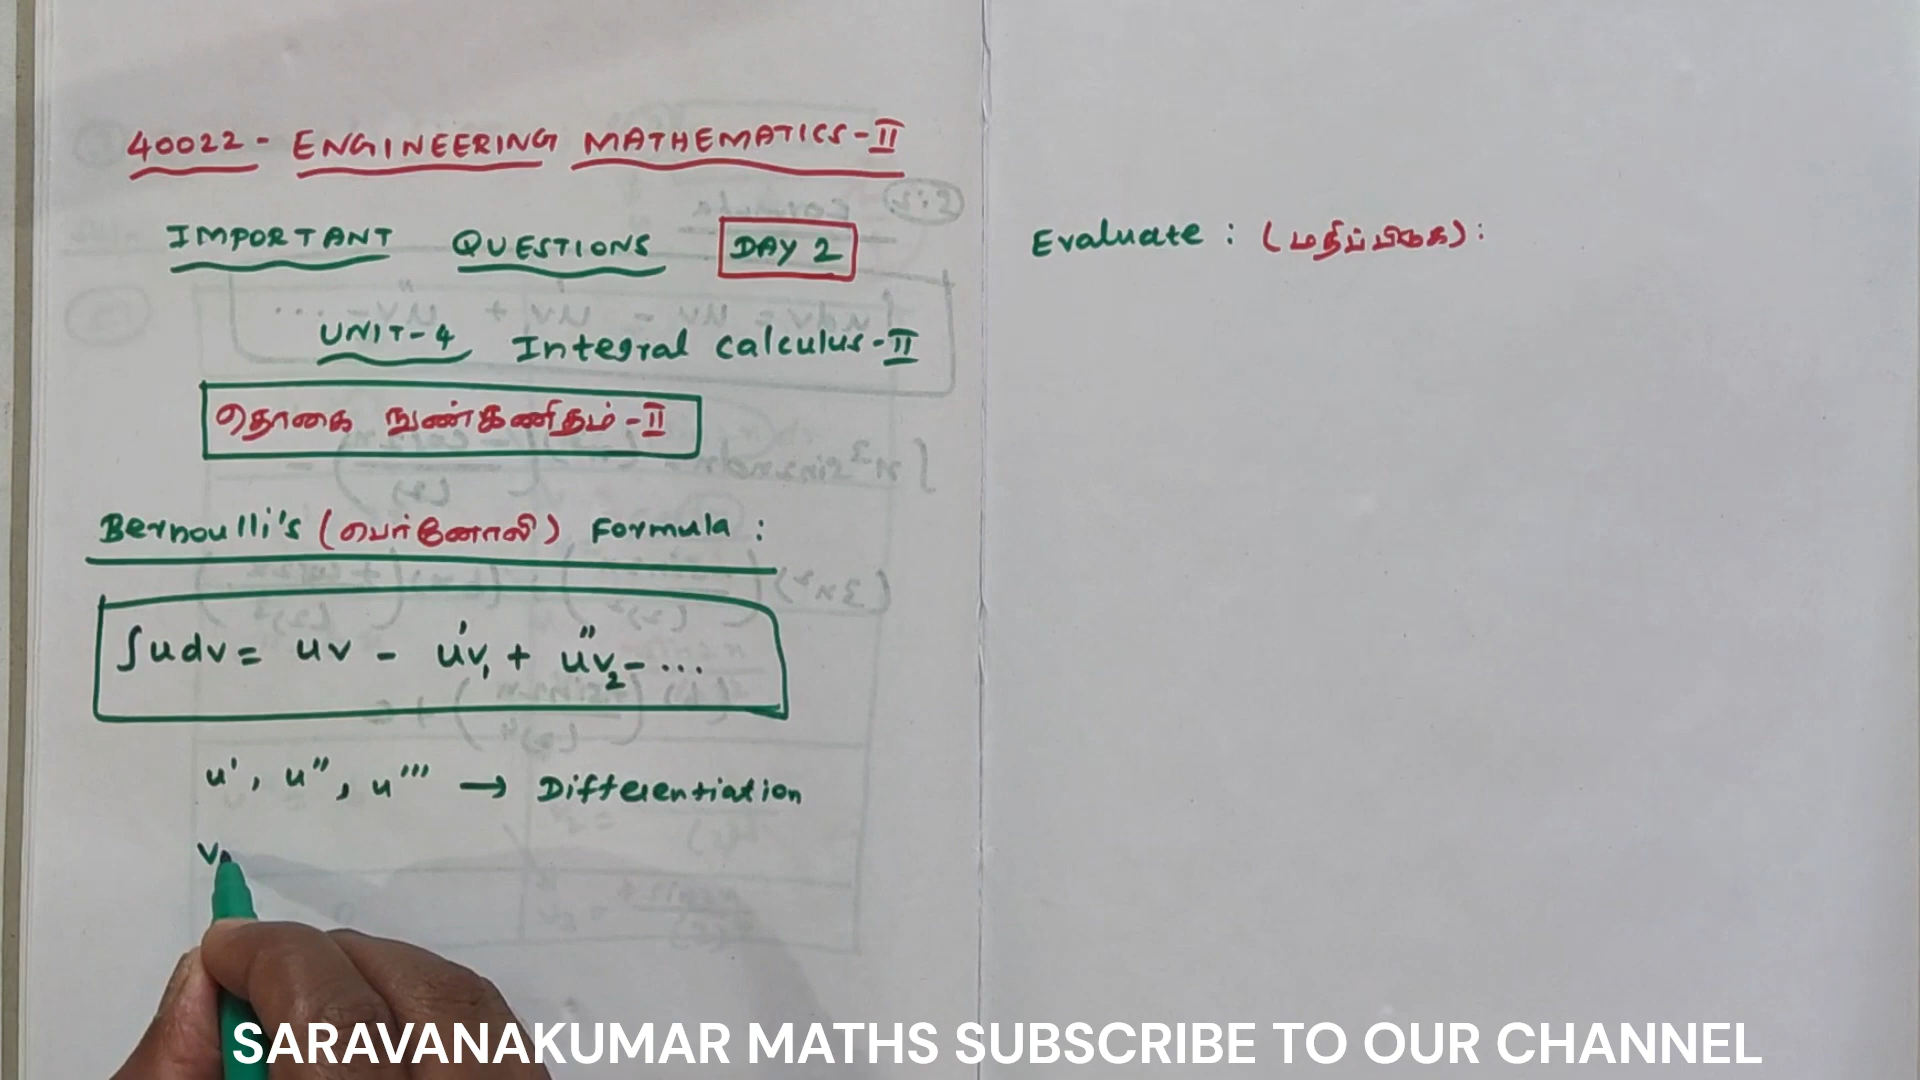 40022 - ENGINEERING MATHEMATICS-II
IMPORTANT QUESTIONS DAY 2
UNIT-4 Integral calculus-II
தொகை நுண்கணிதம்-II
Bernoulli's (பெர்னோலி) Formula :
∫udv = uv - u'v₁ + u''v₂ - ...
u', u'', u''' → Differentiation
v
Evaluate : (மதிப்பிடுக) :
SARAVANAKUMAR MATHS SUBSCRIBE TO OUR CHANNEL